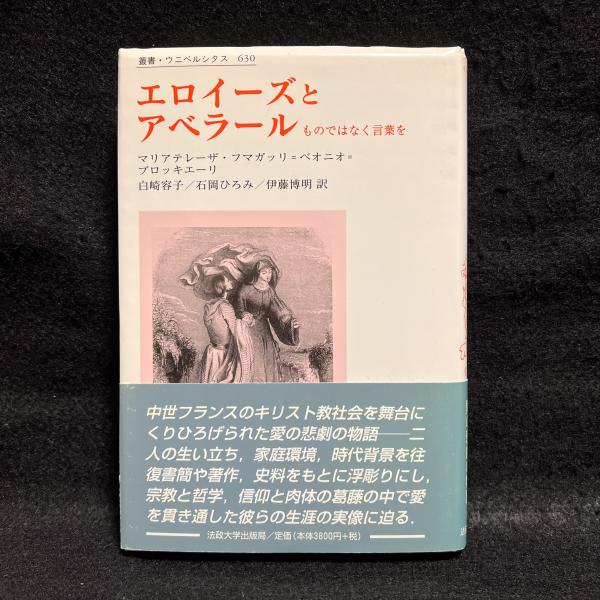 叢書・ウニベルシタス 630
エロイーズと
アベラール ものではなく言葉を
マリアテレーザ・フマガッリ=ベオニオ=
ブロッキエーリ
白崎容子/石岡ひろみ/伊藤博明 訳
中世フランスのキリスト教社会を舞台に
くりひろげられた愛の悲劇の物語──二
人の生い立ち,家庭環境,時代背景を往
復書簡や著作,史料をもとに浮彫りにし,
宗教と哲学,信仰と肉体の葛藤の中で愛
を貫き通した彼らの生涯の実像に迫る.
法政大学出版局/定価(本体3800円+税)